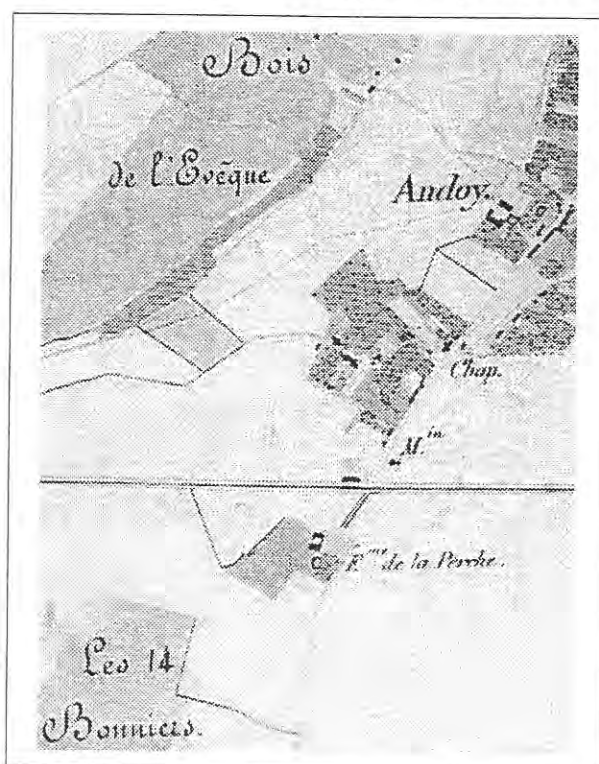 Bois
de l'Evêque
Andoy.
Chap.
M.in
F.me de la Perche.
Les 14
Bonniers.